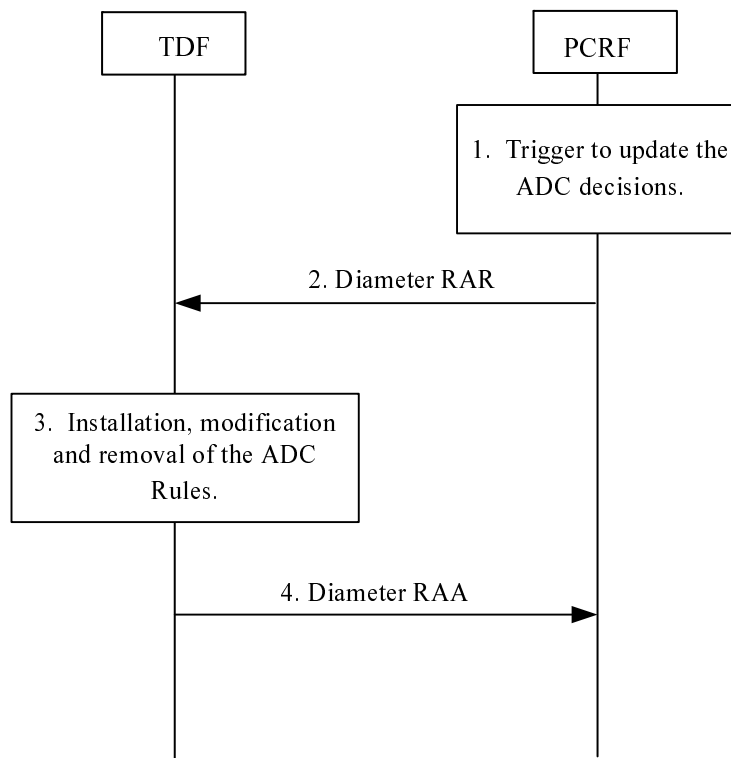 TDF
PCRF
1. Trigger to update the
ADC decisions.
2. Diameter RAR
3. Installation, modification
and removal of the ADC
Rules.
4. Diameter RAA